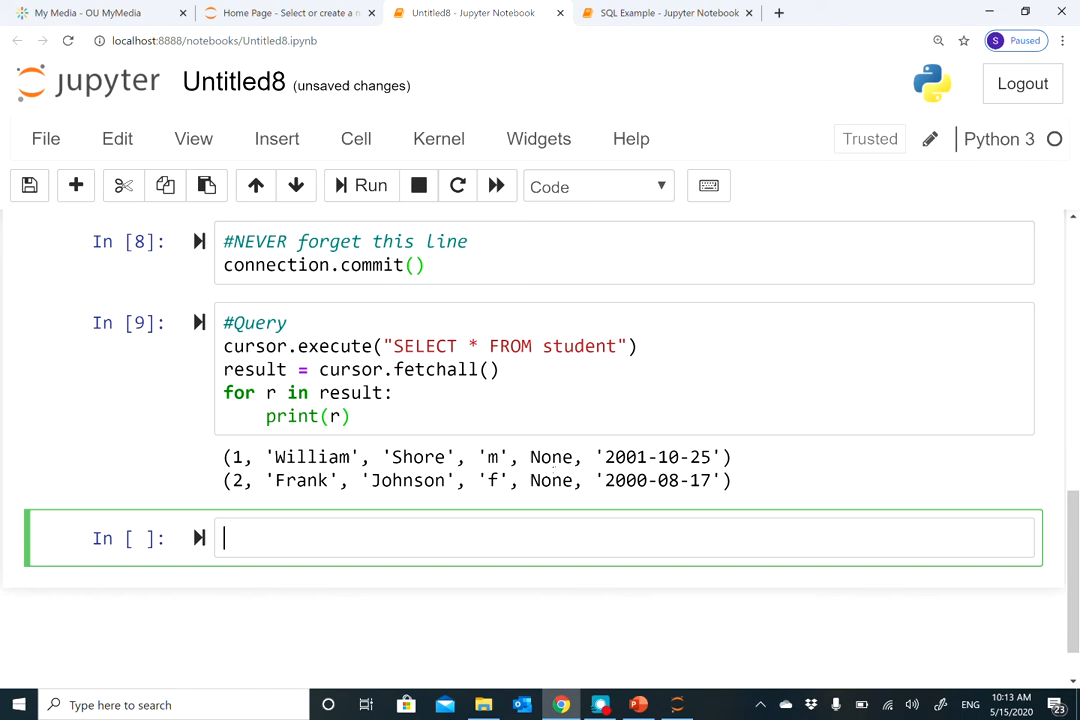 My Media - OU MyMedia
Home Page - Select or create a n
Untitled8 - Jupyter Notebook
SQL Example - Jupyter Notebook
localhost:8888/notebooks/Untitled8.ipynb
S Paused
jupyter Untitled8 (unsaved changes)
Logout
File Edit View Insert Cell Kernel Widgets Help
Trusted
Python 3
Run
Code
In [8]: #NEVER forget this line
connection.commit()
In [9]: #Query
cursor.execute("SELECT * FROM student")
result = cursor.fetchall()
for r in result:
    print(r)
(1, 'William', 'Shore', 'm', None, '2001-10-25')
(2, 'Frank', 'Johnson', 'f', None, '2000-08-17')
In [ ]:
Type here to search
ENG
10:13 AM
5/15/2020
23